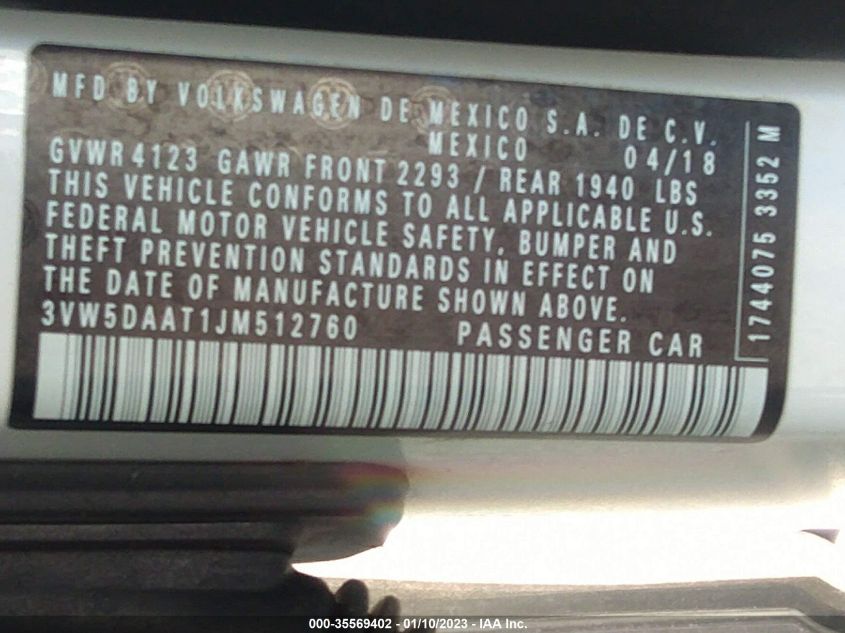 MFD BY VOLKSWAGEN DE MEXICO S.A. DE C.V.
MEXICO 04/18
GVWR 4123 GAWR FRONT 2293 / REAR 1940 LBS
THIS VEHICLE CONFORMS TO ALL APPLICABLE U.S.
FEDERAL MOTOR VEHICLE SAFETY, BUMPER AND
THEFT PREVENTION STANDARDS IN EFFECT ON
THE DATE OF MANUFACTURE SHOWN ABOVE.
3VW5DAAT1JM512760 PASSENGER CAR
1744075 3352 M
000-35569402 - 01/10/2023 - IAA Inc.